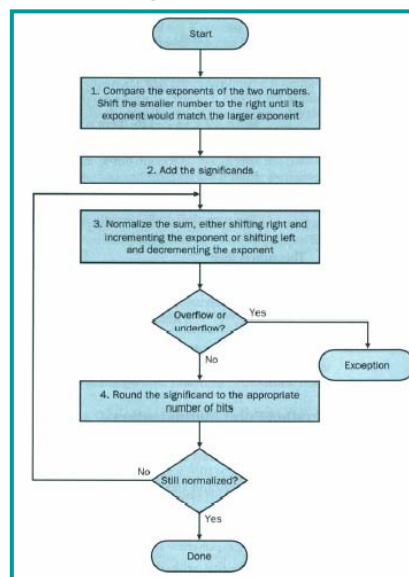 Start
1. Compare the exponents of the two numbers.
Shift the smaller number to the right until its
exponent would match the larger exponent
2. Add the significands
3. Normalize the sum, either shifting right and
incrementing the exponent or shifting left
and decrementing the exponent
Overflow or
underflow?
Yes
No
Exception
4. Round the significand to the appropriate
number of bits
No
Still normalized?
Yes
Done